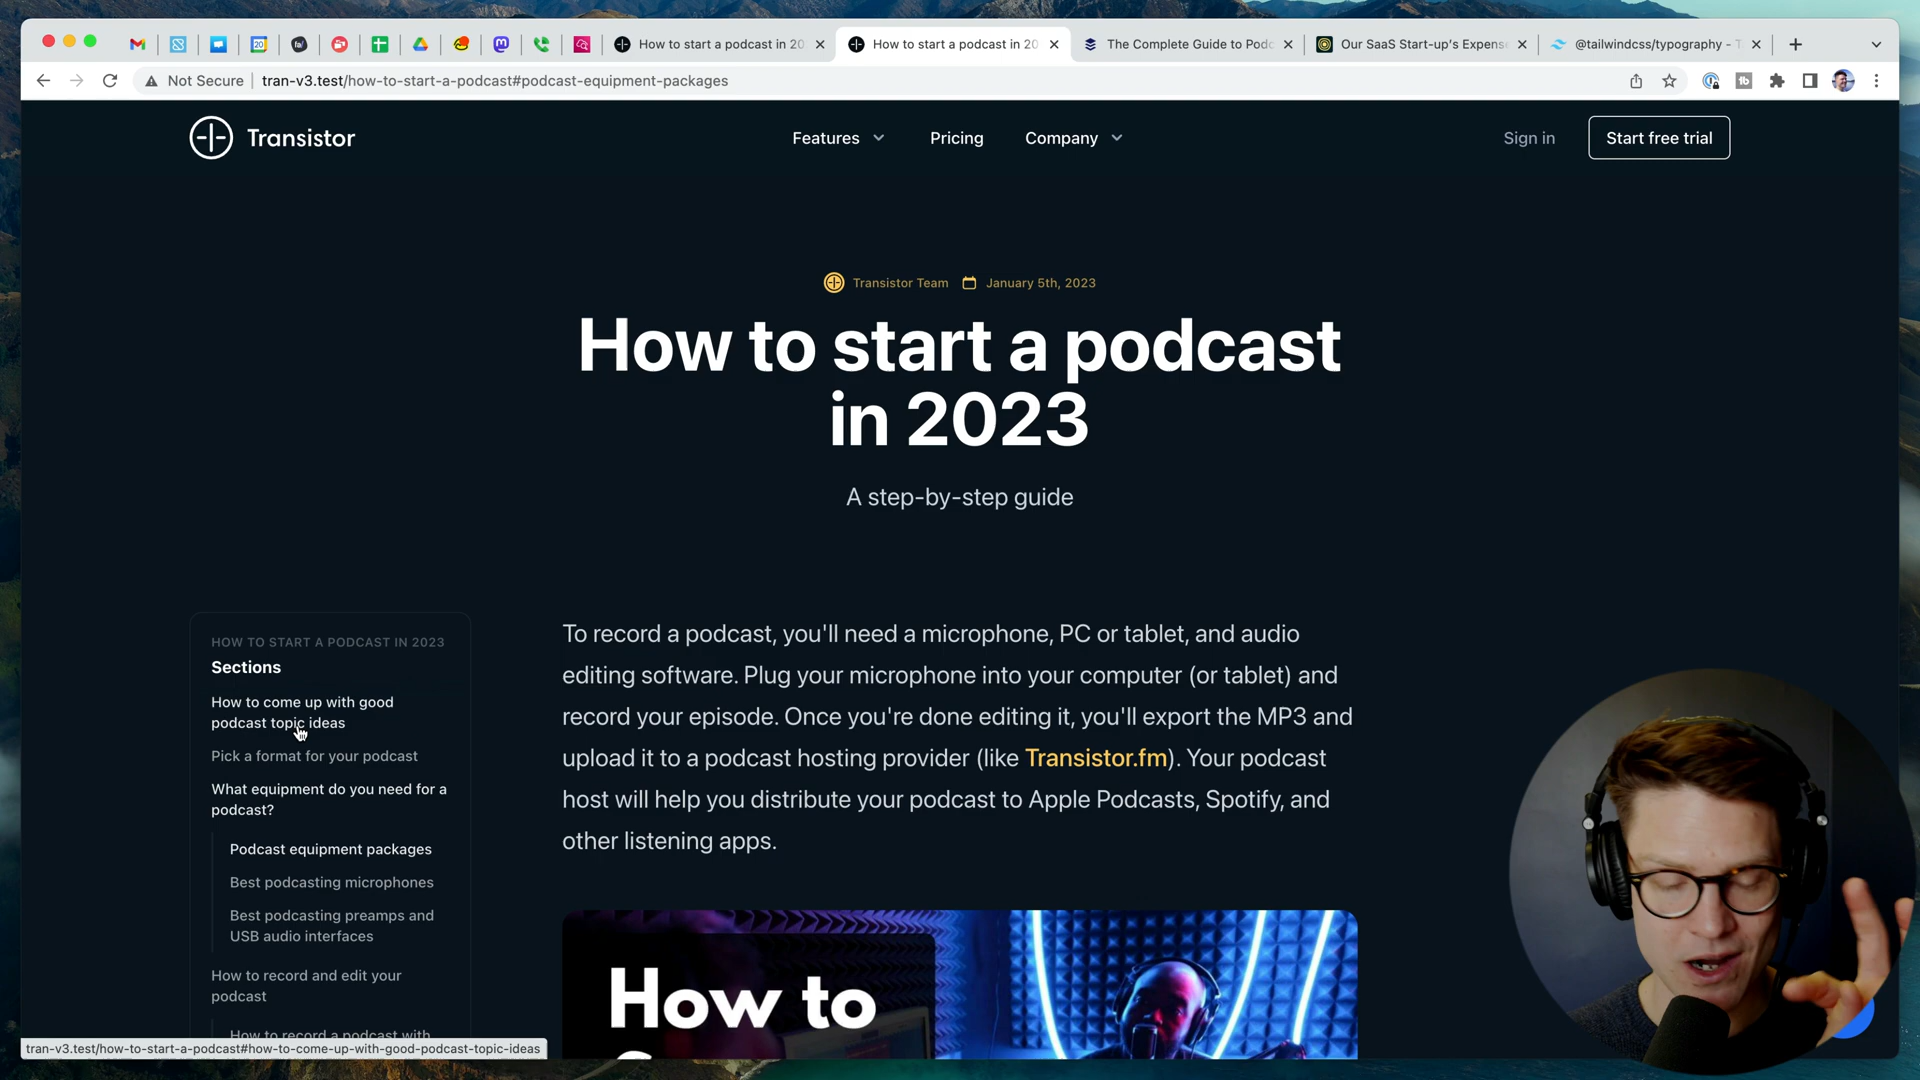 20
fa/
How to start a podcast in 20
How to start a podcast in 20
The Complete Guide to Podc
Our SaaS Start-up's Expens
@tailwindcss/typography - T
Not Secure
tran-v3.test/how-to-start-a-podcast#podcast-equipment-packages
Transistor
Features
Pricing
Company
Sign in
Start free trial
Transistor Team
January 5th, 2023
How to start a podcast
in 2023
A step-by-step guide
HOW TO START A PODCAST IN 2023
Sections
How to come up with good
podcast topic ideas
Pick a format for your podcast
What equipment do you need for a
podcast?
Podcast equipment packages
Best podcasting microphones
Best podcasting preamps and
USB audio interfaces
How to record and edit your
podcast
How to record a podcast with
To record a podcast, you'll need a microphone, PC or tablet, and audio
editing software. Plug your microphone into your computer (or tablet) and
record your episode. Once you're done editing it, you'll export the MP3 and
upload it to a podcast hosting provider (like Transistor.fm). Your podcast
host will help you distribute your podcast to Apple Podcasts, Spotify, and
other listening apps.
How to
tran-v3.test/how-to-start-a-podcast#how-to-come-up-with-good-podcast-topic-ideas